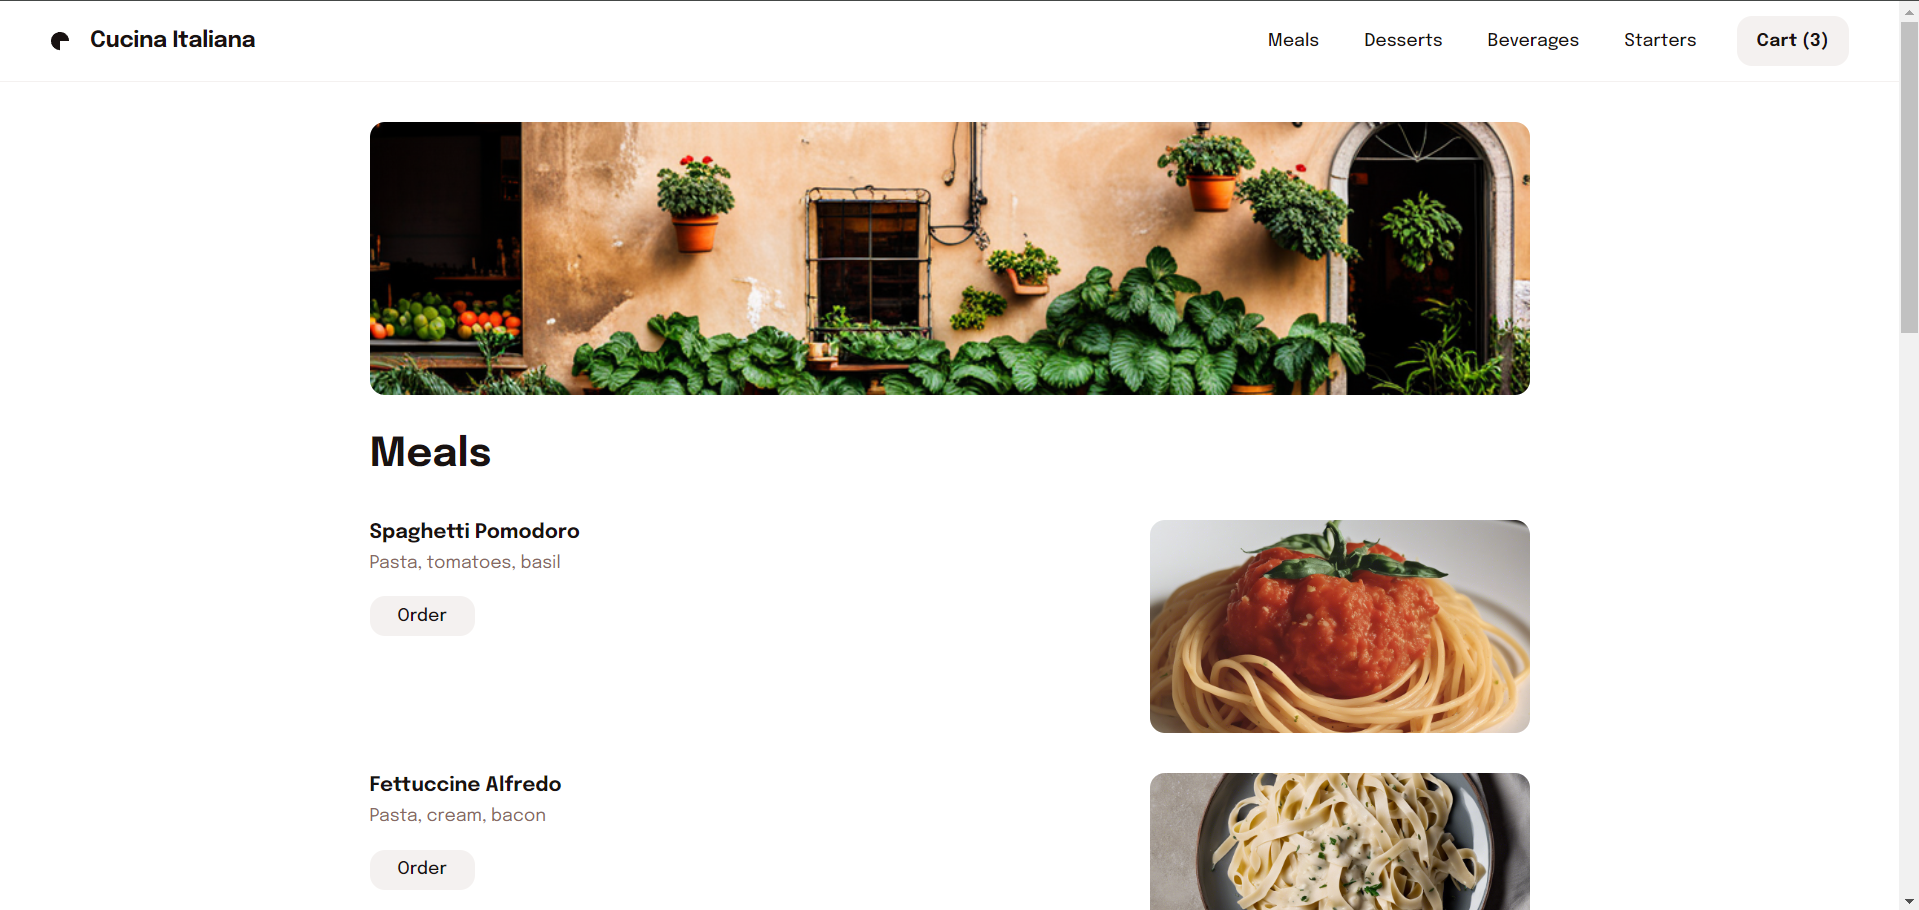 Cucina Italiana
Meals
Desserts
Beverages
Starters
Cart (3)
Meals
Spaghetti Pomodoro
Pasta, tomatoes, basil
Order
Fettuccine Alfredo
Pasta, cream, bacon
Order